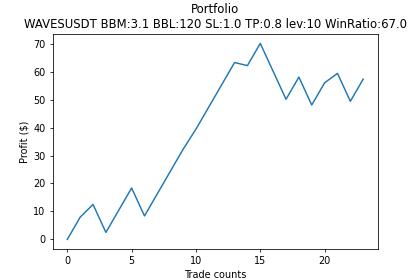 Portfolio
WAVESUSDT BBM:3.1 BBL:120 SL:1.0 TP:0.8 lev:10 WinRatio:67.0
70
60
50
40
30
20
10
0
Profit ($)
0 5 10 15 20
Trade counts